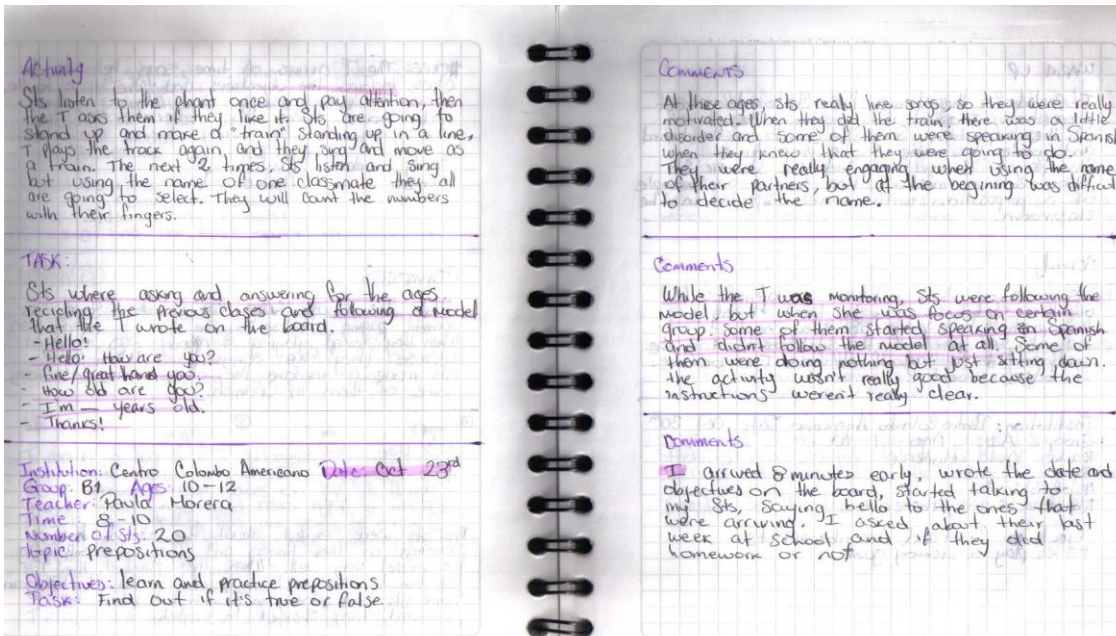 Activity
Sts listen to the chant once and pay attention, then
the T asks them if they like it. Sts are going to
stand up and make a "train" standing up in a line,
T plays the track again, and they sing and move as
a train. The next 2 times, Sts listen and sing
but using the name of one classmate they all
are going to select. They will count the numbers
with their fingers.
TASK:
Sts where asking and answering for the ages
recicling the previous clases and following a model
that the T wrote on the board.
- Hello!
- Hello! How are you?
- Fine/great hand you.
- How old are you?
- I'm — years old.
- Thanks!
Institution: Centro Colombo Americano Date: Oct 23rd
Group: B1 Ages: 10-12
Teacher: Paula Morera
Time: 8-10
Number of Sts: 20
Topic: prepositions
Objectives: learn and practice prepositions
Task: Find out if it's true or false
Comments
At these ages, sts really like songs, so they were really
motivated. When they did the train, there was a little
disorder and some of them were speaking in Spanish
when they knew that they were going to do.
They were really engaging when using the name
of their partners, but at the begining was difficult
to decide the name.
Comments
While the T was monitoring, Sts were following the
model, but when she was focus on certain
group. some of them started speaking in Spanish
and didn't follow the model at all. Some of
them were doing nothing but just sitting down.
the activity wasn't really good because the
instructions weren't really clear.
Comments
I arrived 8 minutes early, wrote the date and
objectives on the board, started talking to
my Sts, saying hello to the ones that
were arriving. I asked about their last
week at school and if they did
homework or not